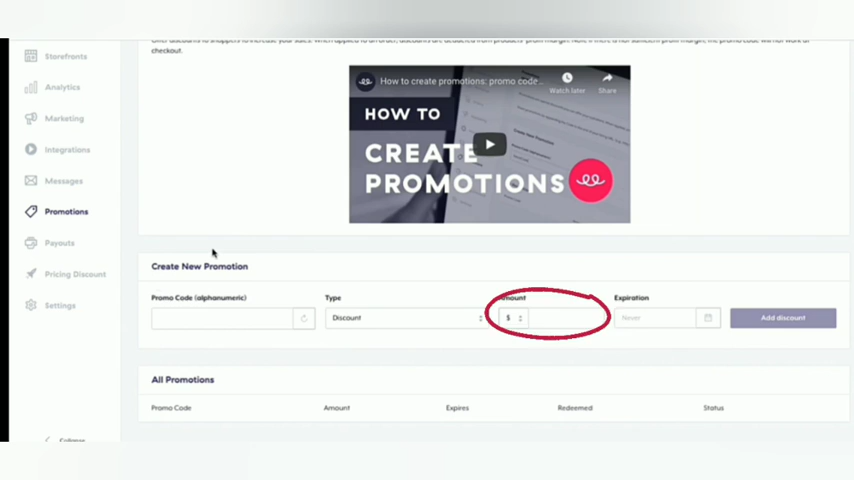 checkout.
Storefronts
Analytics
Marketing
Integrations
Messages
Promotions
Payouts
Pricing Discount
Settings
How to create promotions: promo code...
Watch later
Share
HOW TO
CREATE
PROMOTIONS
Create New Promotion
Promo Code (alphanumeric)
Type
Expiration
Discount
$
Never
Add discount
All Promotions
Promo Code
Amount
Expires
Redeemed
Status